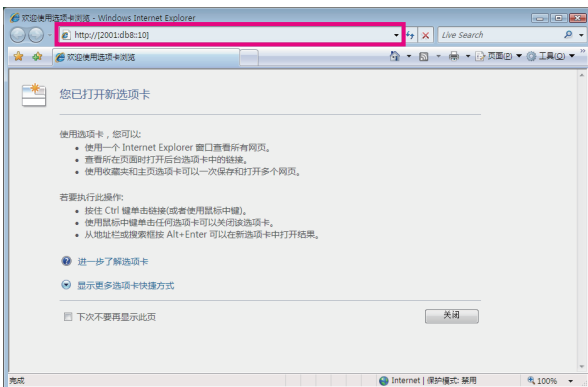 欢迎使用选项卡浏览 - Windows Internet Explorer
http://[2001:db8::10]
Live Search
欢迎使用选项卡浏览
页面(P)
工具(O)
您已打开新选项卡
使用选项卡，您可以:
• 使用一个 Internet Explorer 窗口查看所有网页。
• 查看所在页面时打开后台选项卡中的链接。
• 使用收藏夹和主页选项卡可以一次保存和打开多个网页。
若要执行此操作:
• 按住 Ctrl 键单击链接(或者使用鼠标中键)。
• 使用鼠标中键单击任何选项卡可以关闭该选项卡。
• 从地址栏或搜索框按 Alt+Enter 可以在新选项卡中打开结果。
进一步了解选项卡
显示更多选项卡快捷方式
下次不要再显示此页
关闭
完成
Internet | 保护模式: 禁用
100%